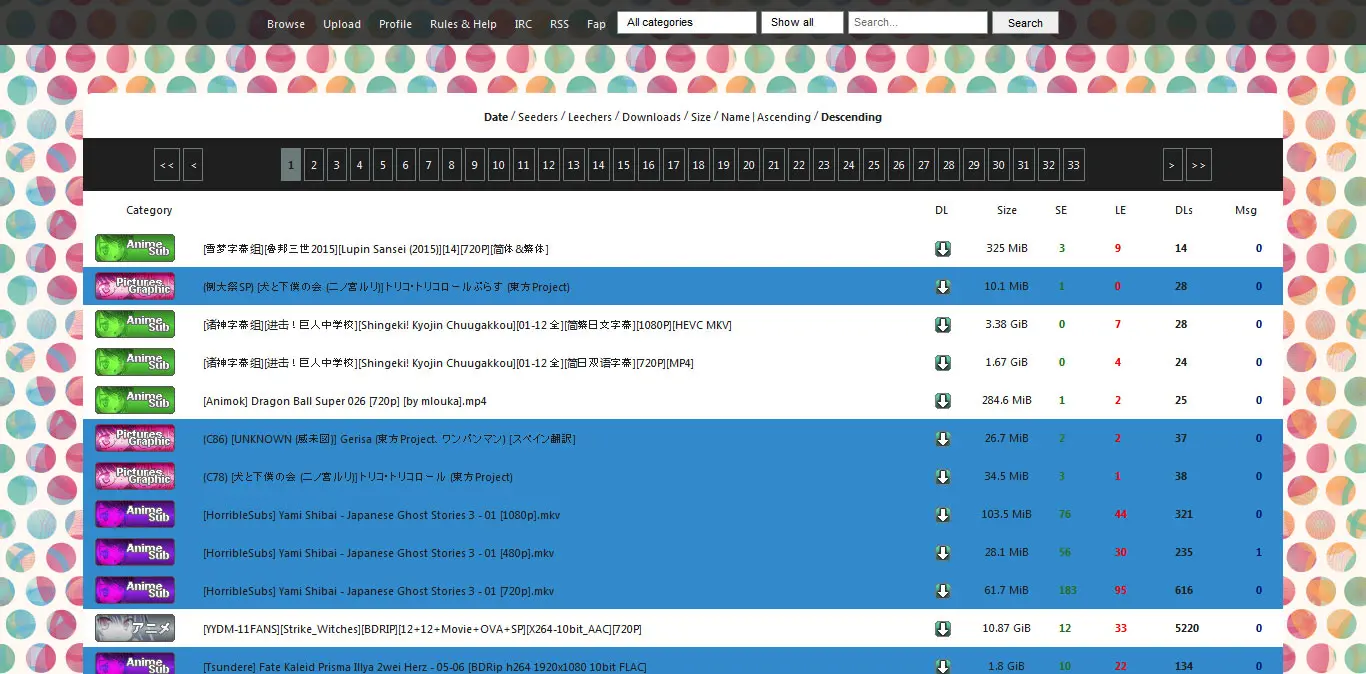 Browse Upload Profile Rules & Help IRC RSS Fap All categories Show all Search... Search
Date / Seeders / Leechers / Downloads / Size / Name | Ascending / Descending
<< < 1 2 3 4 5 6 7 8 9 10 11 12 13 14 15 16 17 18 19 20 21 22 23 24 25 26 27 28 29 30 31 32 33 > >>
Category DL Size SE LE DLs Msg
Anime Sub [雪梦字幕组][鲁邦三世2015][Lupin Sansei (2015)][14][720P][简体&繁体] 325 MiB 3 9 14 0
Pictures Graphic (例大祭SP) [犬と下僕の会 (二ノ宮ルリ)]トリコ・トリコロールぷらす (東方Project) 10.1 MiB 1 0 28 0
Anime Sub [诸神字幕组][进击！巨人中学校][Shingeki! Kyojin Chuugakkou][01-12 全][简繁日文字幕][1080P][HEVC MKV] 3.38 GiB 0 7 28 0
Anime Sub [诸神字幕组][进击！巨人中学校][Shingeki! Kyojin Chuugakkou][01-12 全][简日双语字幕][720P][MP4] 1.67 GiB 0 4 24 0
Anime Sub [Animok] Dragon Ball Super 026 [720p] [by mlouka].mp4 284.6 MiB 1 2 25 0
Pictures Graphic (C86) [UNKNOWN (威未図)] Gerisa (東方Project. ワンパンマン) [スペイン翻訳] 26.7 MiB 2 2 37 0
Pictures Graphic (C78) [犬と下僕の会 (二ノ宮ルリ)]トリコ・トリコロール (東方Project) 34.5 MiB 3 1 38 0
Anime Sub [HorribleSubs] Yami Shibai - Japanese Ghost Stories 3 - 01 [1080p].mkv 103.5 MiB 76 44 321 0
Anime Sub [HorribleSubs] Yami Shibai - Japanese Ghost Stories 3 - 01 [480p].mkv 28.1 MiB 56 30 235 1
Anime Sub [HorribleSubs] Yami Shibai - Japanese Ghost Stories 3 - 01 [720p].mkv 61.7 MiB 183 95 616 0
アニメ [YYDM-11FANS][Strike_Witches][BDRIP][12+12+Movie+OVA+SP][X264-10bit_AAC][720P] 10.87 GiB 12 33 5220 0
Anime Sub [Tsundere] Fate Kaleid Prisma Illya 2wei Herz - 05-06 [BDRip h264 1920x1080 10bit FLAC] 1.8 GiB 10 22 134 0